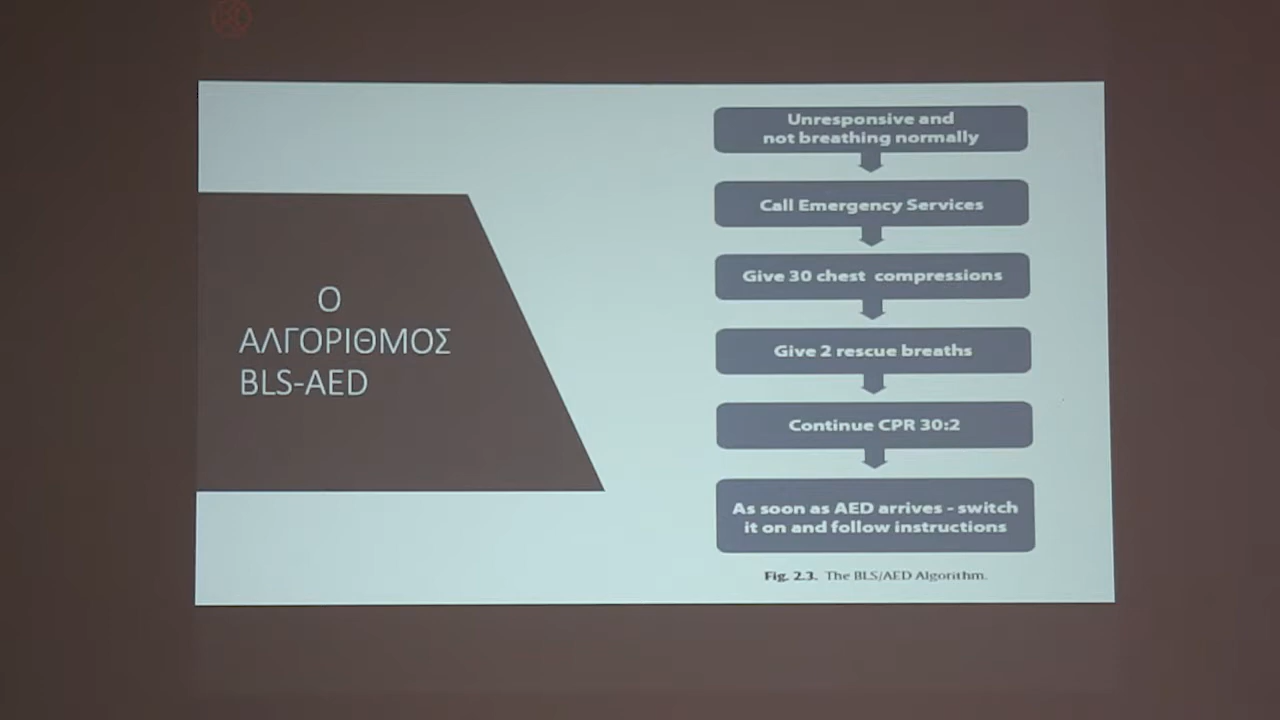 Ο
ΑΛΓΟΡΙΘΜΟΣ
BLS-AED
Unresponsive and
not breathing normally
Call Emergency Services
Give 30 chest compressions
Give 2 rescue breaths
Continue CPR 30:2
As soon as AED arrives - switch
it on and follow instructions
Fig. 2.3. The BLS/AED Algorithm.